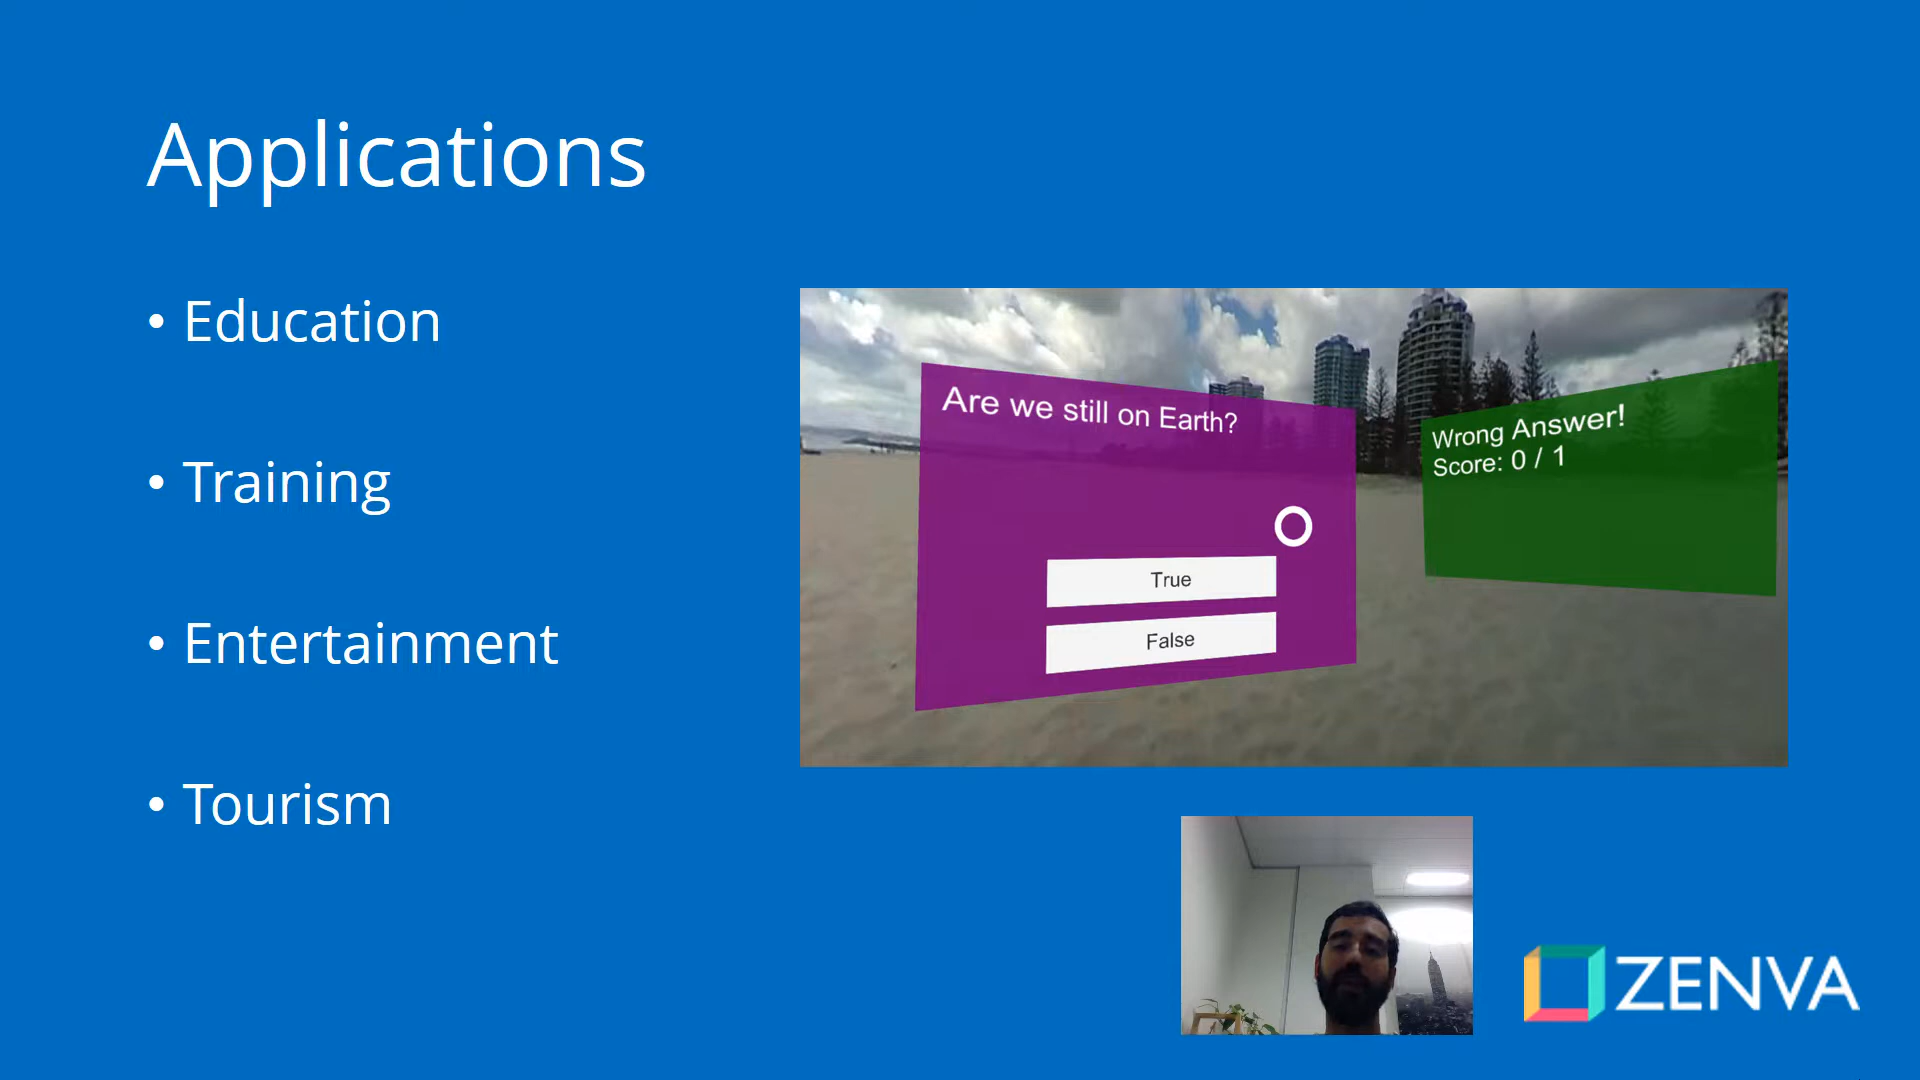 Applications
• Education
• Training
• Entertainment
• Tourism
Are we still on Earth?
True
False
Wrong Answer!
Score: 0 / 1
ZENVA